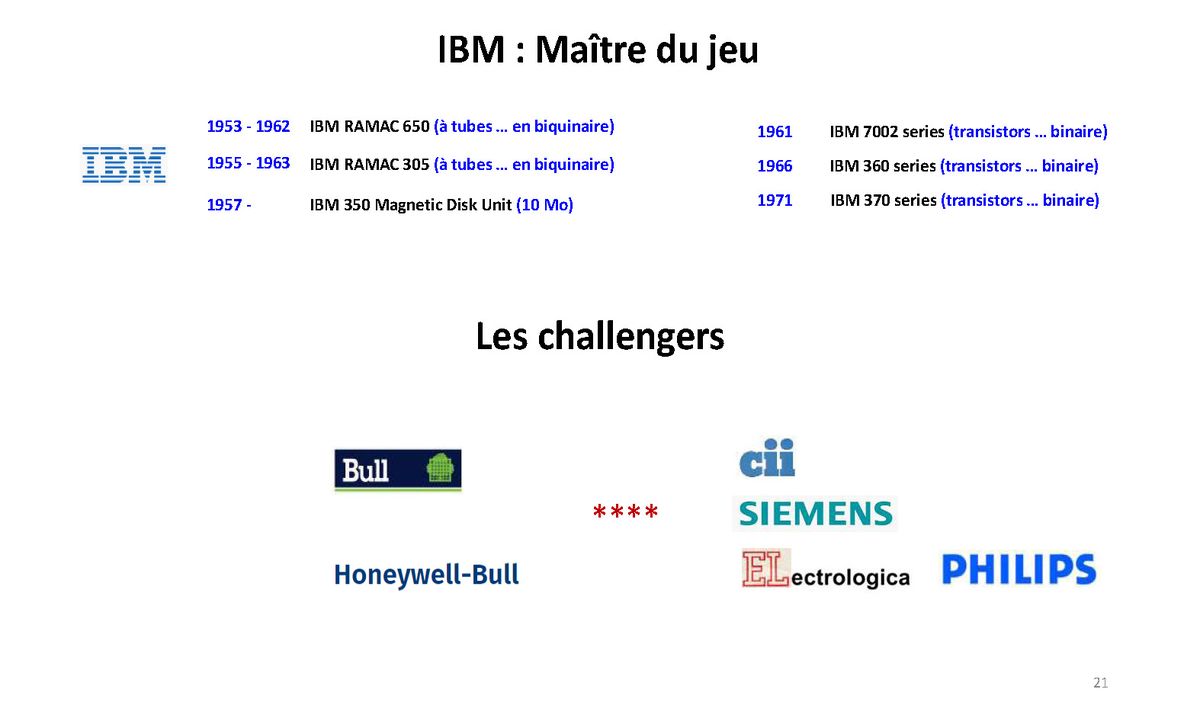 IBM : Maître du jeu
IBM
1953 - 1962 IBM RAMAC 650 (à tubes … en biquinaire)
1955 - 1963 IBM RAMAC 305 (à tubes … en biquinaire)
1957 - IBM 350 Magnetic Disk Unit (10 Mo)
1961 IBM 7002 series (transistors … binaire)
1966 IBM 360 series (transistors … binaire)
1971 IBM 370 series (transistors … binaire)
Les challengers
Bull
Honeywell-Bull
****
cii
SIEMENS
ELectrologica
PHILIPS
21